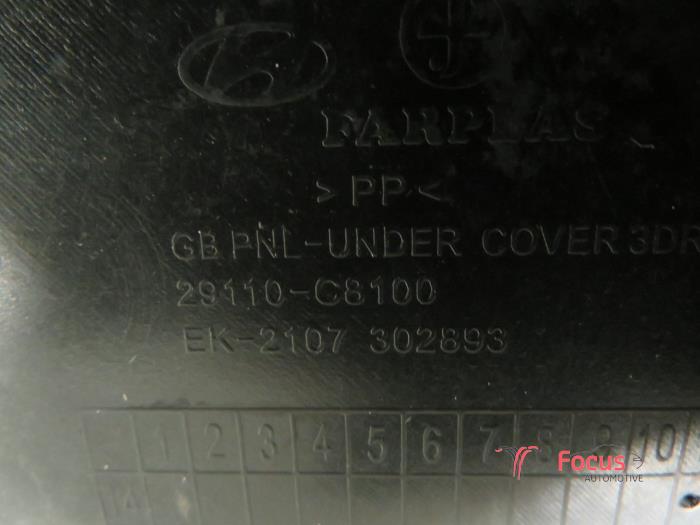 FARPLAS
>PP<
GB PNL-UNDER COVER 3DR
29110-C8100
EK-2107 302893
1 2 3 4 5 6 7 8 9 10
14
Focus
AUTOMOTIVE